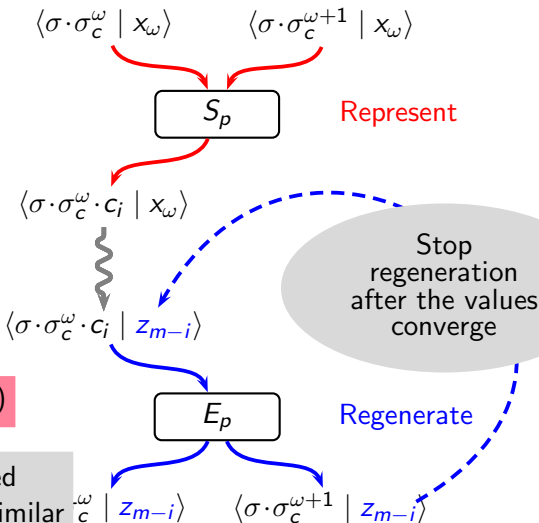 ⟨σ·σ_c^ω | x_ω⟩ ⟨σ·σ_c^{ω+1} | x_ω⟩
S_p Represent
⟨σ·σ_c^ω·c_i | x_ω⟩
Stop
regeneration
after the values
converge
⟨σ·σ_c^ω·c_i | z_{m−i}⟩
)
E_p Regenerate
imilar
_c^ω | z_{m−i}⟩ ⟨σ·σ_c^{ω+1} | z_{m−i}⟩